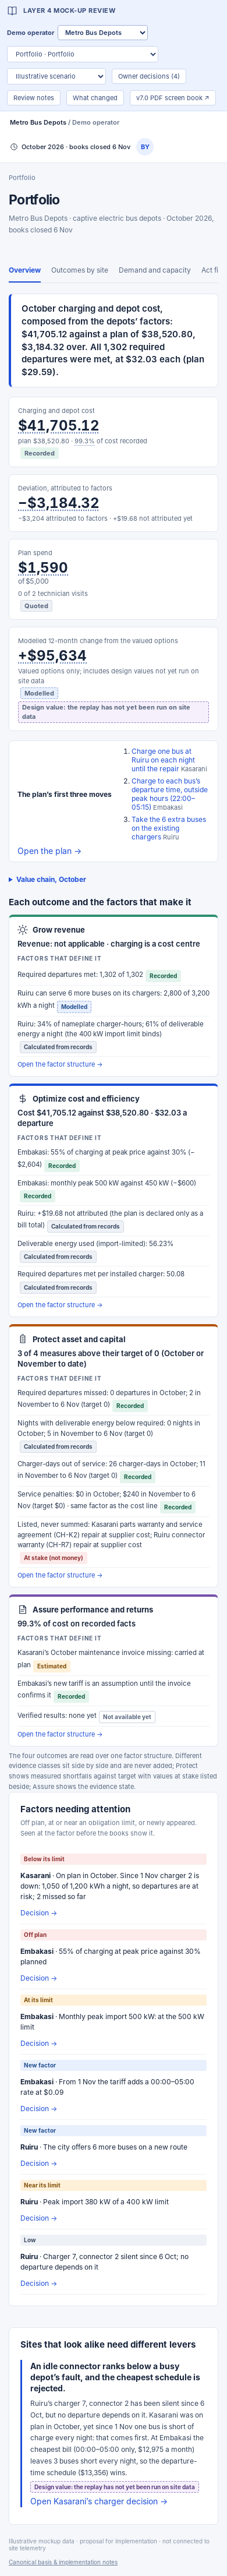 LAYER 4 MOCK-UP REVIEW
Demo operator Metro Bus Depots
Portfolio · Portfolio
Illustrative scenario Owner decisions (4)
Review notes What changed v7.0 PDF screen book ↗
Metro Bus Depots / Demo operator
October 2026 · books closed 6 Nov BY
Portfolio
Portfolio
Metro Bus Depots · captive electric bus depots · October 2026,
books closed 6 Nov
Overview Outcomes by site Demand and capacity Act fi
October charging and depot cost,
composed from the depots' factors:
$41,705.12 against a plan of $38,520.80,
$3,184.32 over. All 1,302 required
departures were met, at $32.03 each (plan
$29.59).
Charging and depot cost
$41,705.12
plan $38,520.80 · 99.3% of cost recorded
Recorded
Deviation, attributed to factors
−$3,184.32
−$3,204 attributed to factors · +$19.68 not attributed yet
Plan spend
$1,590
of $5,000
0 of 2 technician visits
Quoted
Modelled 12-month change from the valued options
+$95,634
Valued options only; includes design values not yet run on
site data
Modelled
Design value: the replay has not yet been run on site
data
The plan's first three moves
1. Charge one bus at
Ruiru on each night
until the repair Kasarani
2. Charge to each bus's
departure time, outside
peak hours (22:00–
05:15) Embakasi
3. Take the 6 extra buses
on the existing
chargers Ruiru
Open the plan →
▸ Value chain, October
Each outcome and the factors that make it
Grow revenue
Revenue: not applicable · charging is a cost centre
FACTORS THAT DEFINE IT
Required departures met: 1,302 of 1,302 Recorded
Ruiru can serve 6 more buses on its chargers: 2,800 of 3,200
kWh a night Modelled
Ruiru: 34% of nameplate charger-hours; 61% of deliverable
energy a night (the 400 kW import limit binds)
Calculated from records
Open the factor structure →
Optimize cost and efficiency
Cost $41,705.12 against $38,520.80 · $32.03 a
departure
FACTORS THAT DEFINE IT
Embakasi: 55% of charging at peak price against 30% (−
$2,604) Recorded
Embakasi: monthly peak 500 kW against 450 kW (−$600)
Recorded
Ruiru: +$19.68 not attributed (the plan is declared only as a
bill total) Calculated from records
Deliverable energy used (import-limited): 56.23%
Calculated from records
Required departures met per installed charger: 50.08
Calculated from records
Open the factor structure →
Protect asset and capital
3 of 4 measures above their target of 0 (October or
November to date)
FACTORS THAT DEFINE IT
Required departures missed: 0 departures in October; 2 in
November to 6 Nov (target 0) Recorded
Nights with deliverable energy below required: 0 nights in
October; 5 in November to 6 Nov (target 0)
Calculated from records
Charger-days out of service: 26 charger-days in October; 11
in November to 6 Nov (target 0) Recorded
Service penalties: $0 in October; $240 in November to 6
Nov (target $0) · same factor as the cost line Recorded
Listed, never summed: Kasarani parts warranty and service
agreement (CH-K2) repair at supplier cost; Ruiru connector
warranty (CH-R7) repair at supplier cost
At stake (not money)
Open the factor structure →
Assure performance and returns
99.3% of cost on recorded facts
FACTORS THAT DEFINE IT
Kasarani's October maintenance invoice missing: carried at
plan Estimated
Embakasi's new tariff is an assumption until the invoice
confirms it Recorded
Verified results: none yet Not available yet
Open the factor structure →
The four outcomes are read over one factor structure. Different
evidence classes sit side by side and are never added; Protect
shows measured shortfalls against target with values at stake listed
beside; Assure shows the evidence state.
Factors needing attention
Off plan, at or near an obligation limit, or newly appeared.
Seen at the factor before the books show it.
Below its limit
Kasarani · On plan in October. Since 1 Nov charger 2 is
down: 1,050 of 1,200 kWh a night, so departures are at
risk; 2 missed so far
Decision →
Off plan
Embakasi · 55% of charging at peak price against 30%
planned
Decision →
At its limit
Embakasi · Monthly peak import 500 kW: at the 500 kW
limit
Decision →
New factor
Embakasi · From 1 Nov the tariff adds a 00:00–05:00
rate at $0.09
Decision →
New factor
Ruiru · The city offers 6 more buses on a new route
Decision →
Near its limit
Ruiru · Peak import 380 kW of a 400 kW limit
Decision →
Low
Ruiru · Charger 7, connector 2 silent since 6 Oct; no
departure depends on it
Decision →
Sites that look alike need different levers
An idle connector ranks below a busy
depot's fault, and the cheapest schedule is
rejected.
Ruiru's charger 7, connector 2 has been silent since 6
Oct, but no departure depends on it. Kasarani was on
plan in October, yet since 1 Nov one bus is short of
charge every night: that comes first. At Embakasi the
cheapest bill (00:00–05:00 only, $12,975 a month)
leaves 3 buses short every night, so the departure-
time schedule ($13,356) wins.
Design value: the replay has not yet been run on site data
Open Kasarani's charger decision →
Illustrative mockup data · proposal for implementation · not connected to
site telemetry
Canonical basis & implementation notes